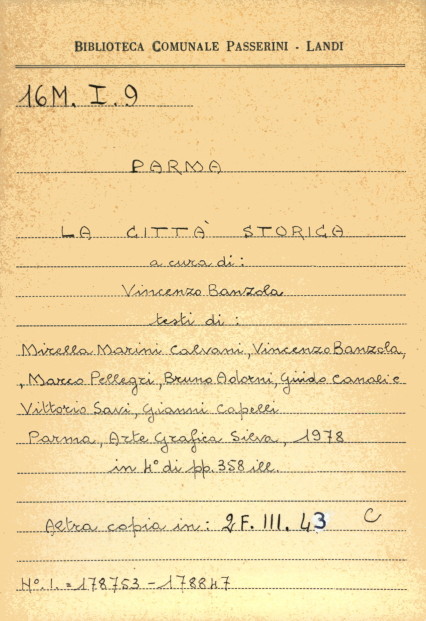 BIBLIOTECA COMUNALE PASSERINI - LANDI
16M. I. 9
PARMA
LA CITTÀ STORICA
a cura di:
Vincenzo Banzola
testi di :
Mirella Marini Calvani, Vincenzo Banzola,
, Marco Pellegri, Bruno Adorni, Guido Canali e
Vittorio Savi, Gianni Capelli
Parma, Arte Grafica Silva, 1978
in 4° di pp. 358 ill.
Altra copia in: 2F. III. 43 C
N°. I. = 178753 - 178847